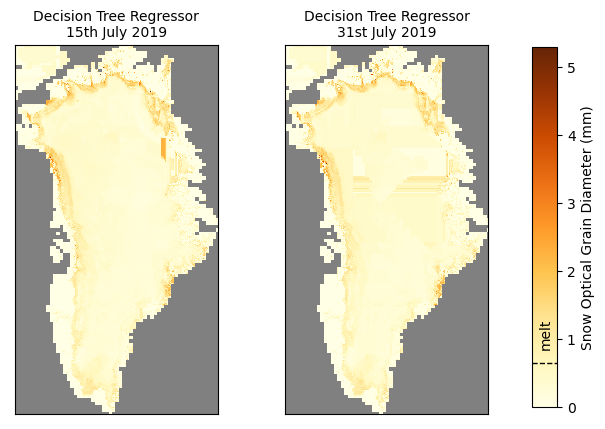 Decision Tree Regressor
15th July 2019
Decision Tree Regressor
31st July 2019
5
4
3
2
1
0
melt
Snow Optical Grain Diameter (mm)